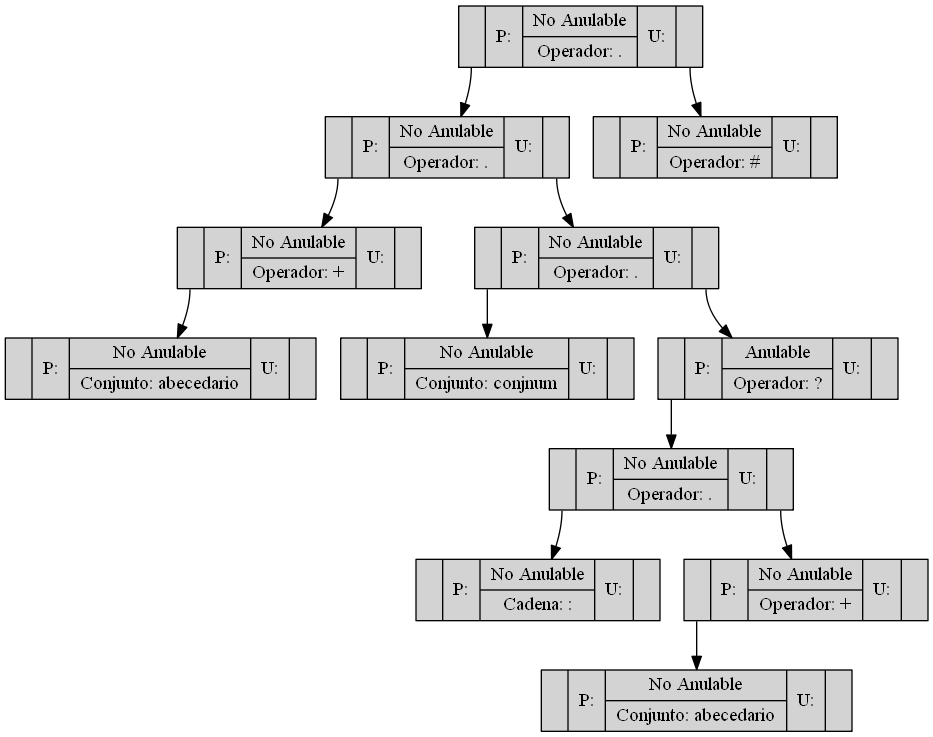 No Anulable
P: U:
Operador: .
No Anulable
P: U:
Operador: .
No Anulable
P: U:
Operador: #
No Anulable
P: U:
Operador: +
No Anulable
P: U:
Operador: .
No Anulable
P: U:
Conjunto: abecedario
No Anulable
P: U:
Conjunto: conjnum
Anulable
P: U:
Operador: ?
No Anulable
P: U:
Operador: .
No Anulable
P: U:
Cadena: :
No Anulable
P: U:
Operador: +
No Anulable
P: U:
Conjunto: abecedario